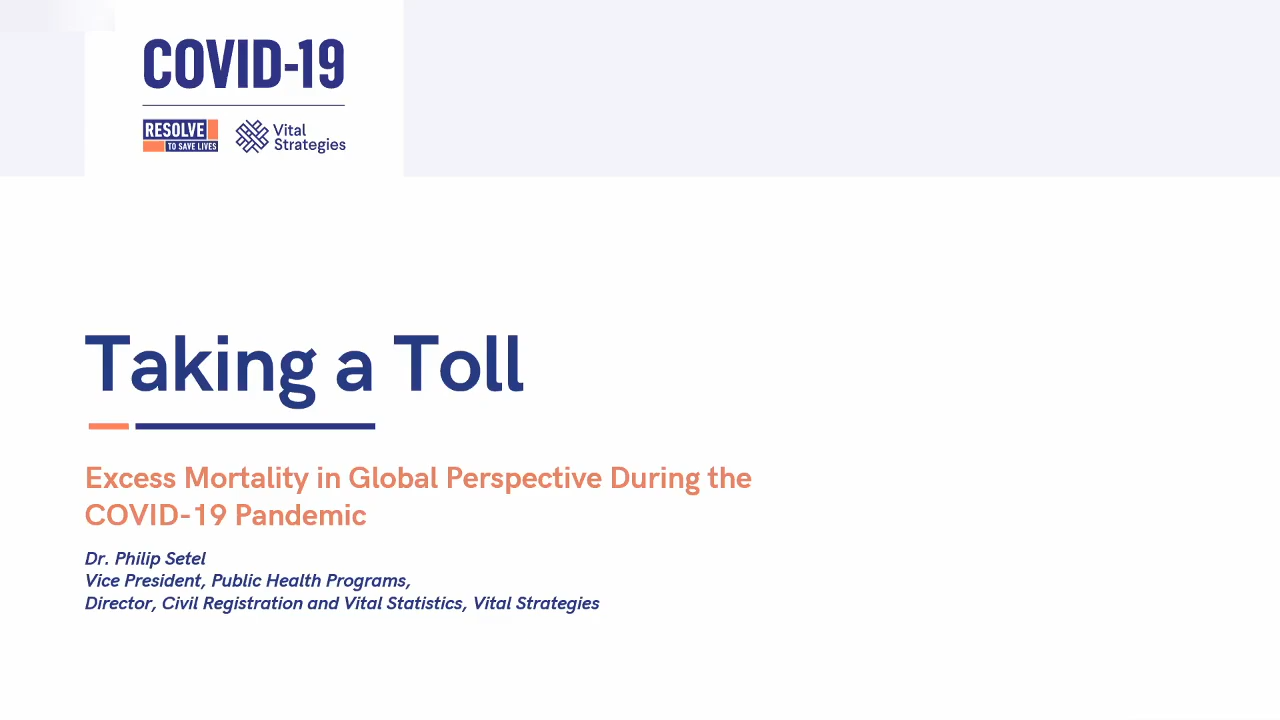 COVID-19
RESOLVE
TO SAVE LIVES
Vital
Strategies
Taking a Toll
Excess Mortality in Global Perspective During the
COVID-19 Pandemic
Dr. Philip Setel
Vice President, Public Health Programs,
Director, Civil Registration and Vital Statistics, Vital Strategies